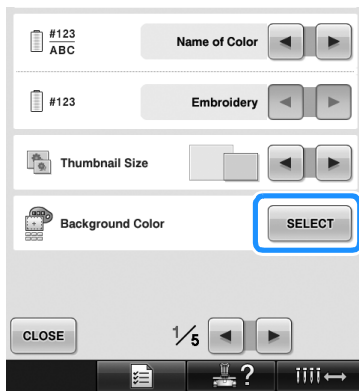 #123
ABC
Name of Color
#123
Embroidery
Thumbnail Size
Background Color
SELECT
CLOSE
1/5
?